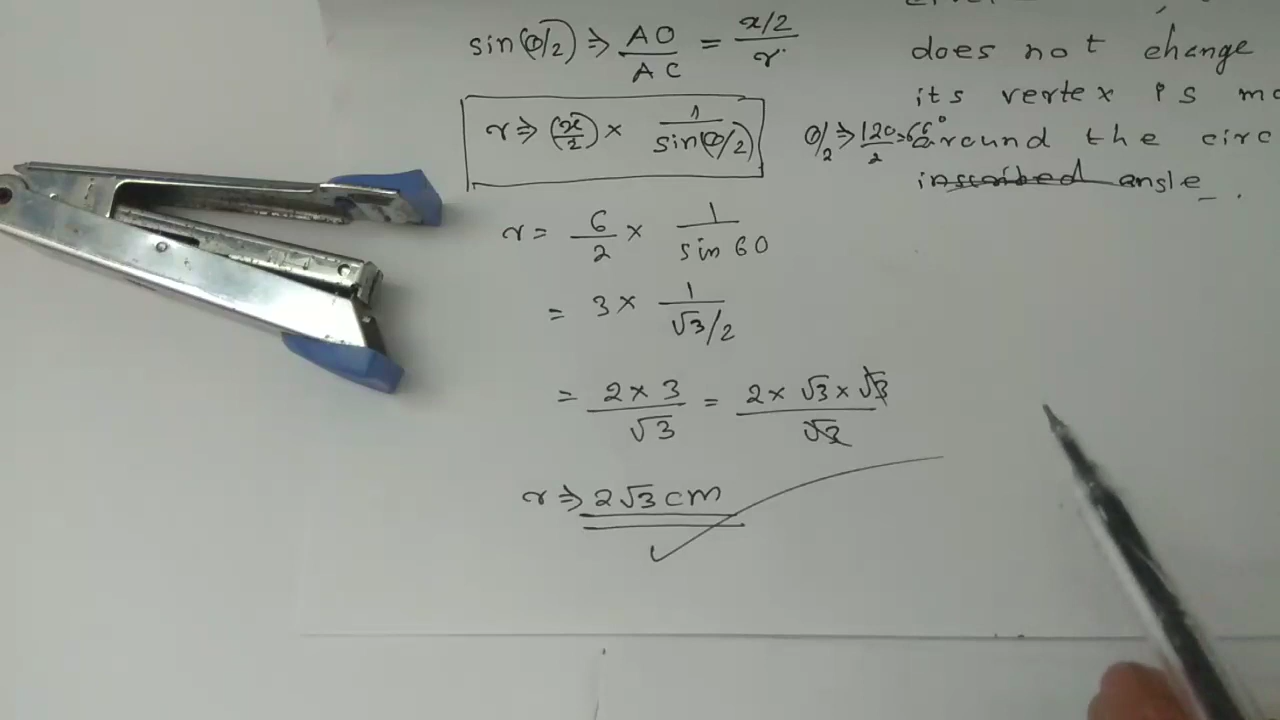 sin(θ/2) ⇒ AO/AC = (x/2)/r
r ⇒ (x/2) × 1/sin(θ/2)
θ/2 ⇒ 120/2 = 60°
r = 6/2 × 1/sin 60
= 3 × 1/(√3/2)
= (2 × 3)/√3 = (2 × √3 × √3)/√3
r ⇒ 2√3 cm
does not change
its vertex is
around the circ
inscribed angle.